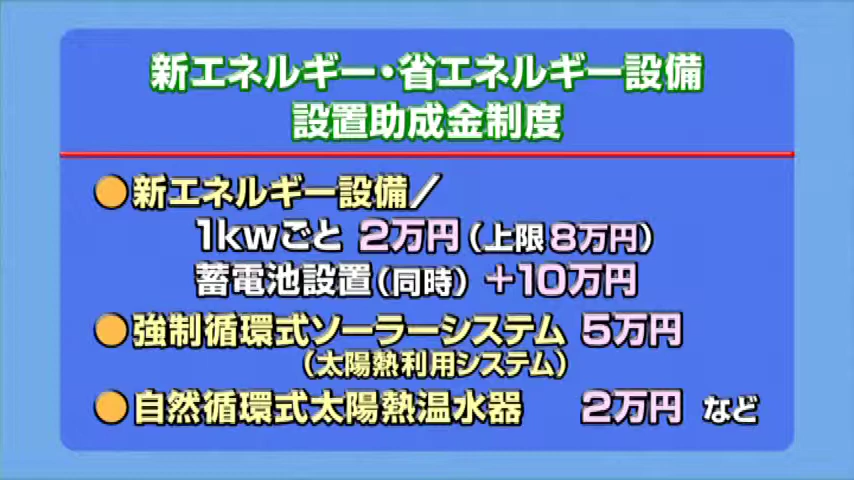 新エネルギー・省エネルギー設備
設置助成金制度
●新エネルギー設備／
1kwごと 2万円(上限8万円)
蓄電池設置(同時) +10万円
●強制循環式ソーラーシステム 5万円
(太陽熱利用システム)
●自然循環式太陽熱温水器 2万円 など